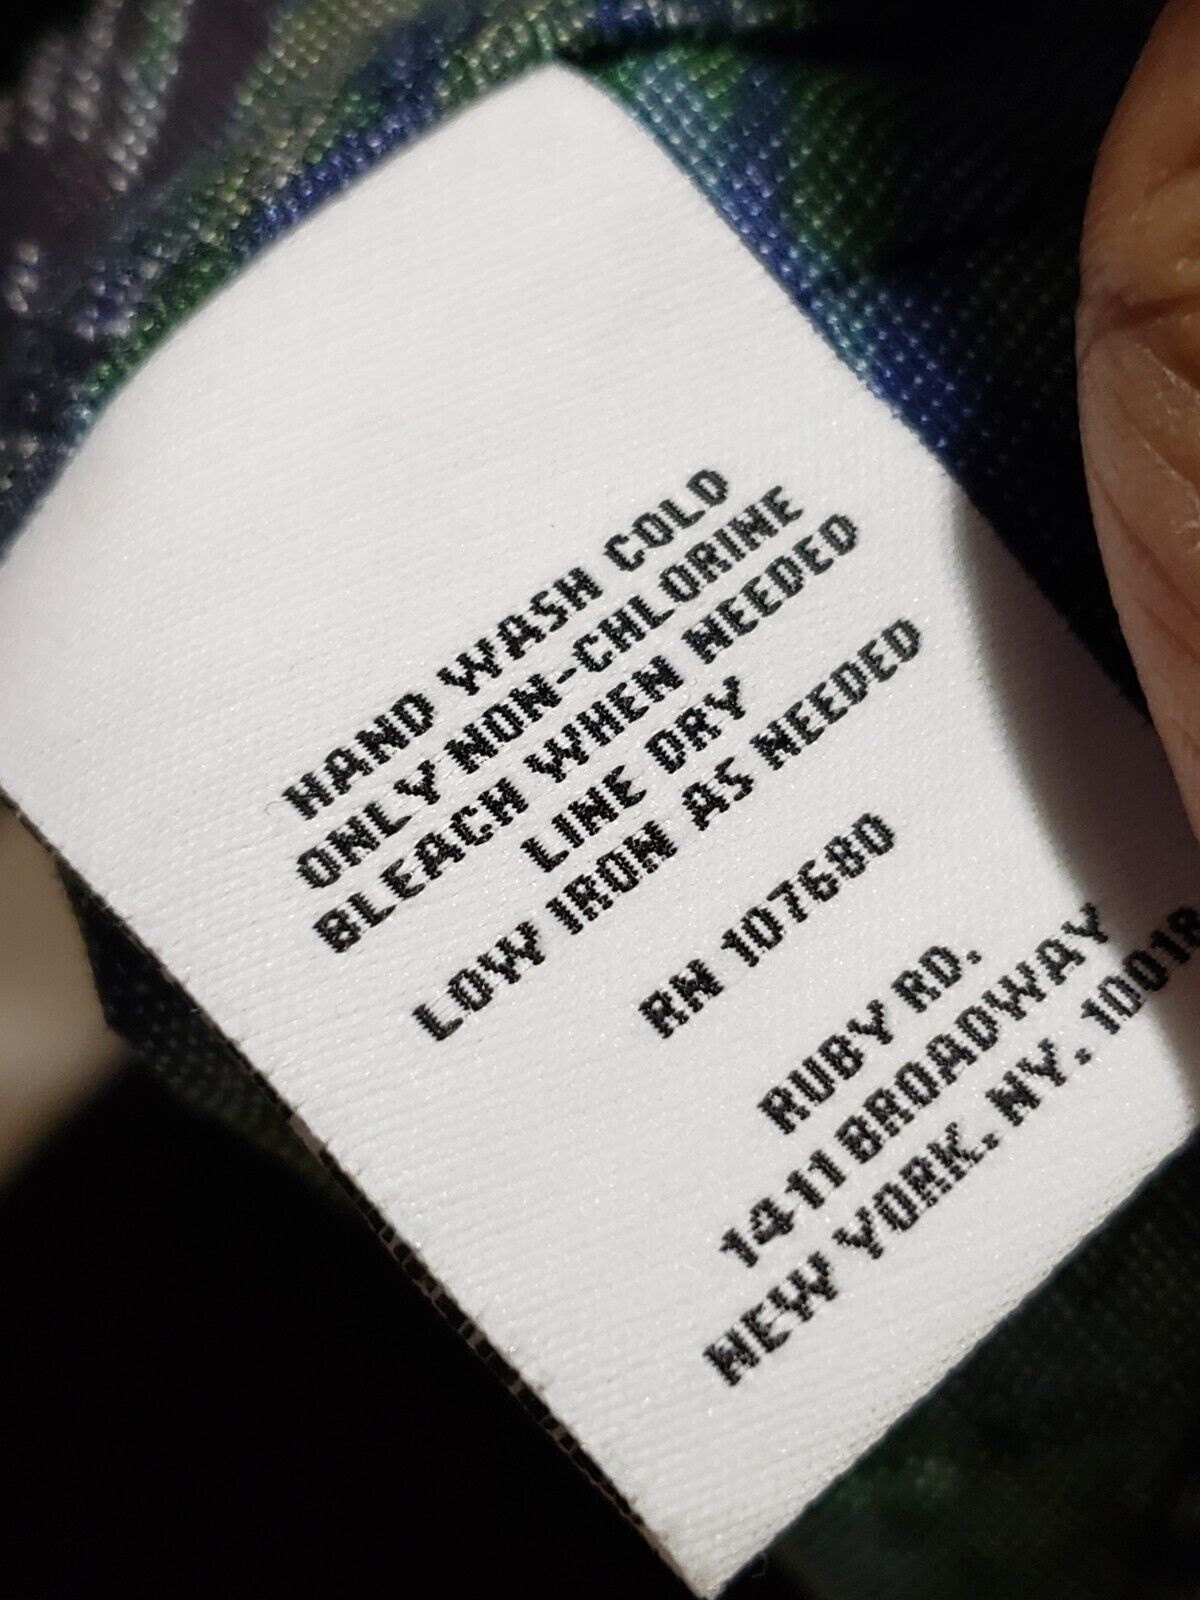 HAND WASH COLD
ONLY NON-CHLORINE
BLEACH WHEN NEEDED
LINE DRY
LOW IRON AS NEEDED
RN 107680
RUBY RD.
1411 BROADWAY
NEW YORK. NY. 10018